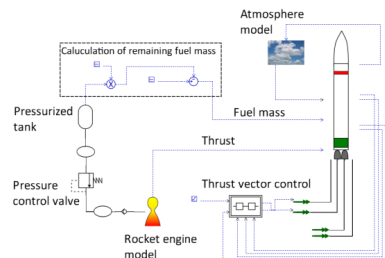 Atmosphere
model
Caluculation of remaining fuel mass
Pressurized
tank
Fuel mass
Thrust
Pressure
control valve
Thrust vector control
Rocket engine
model